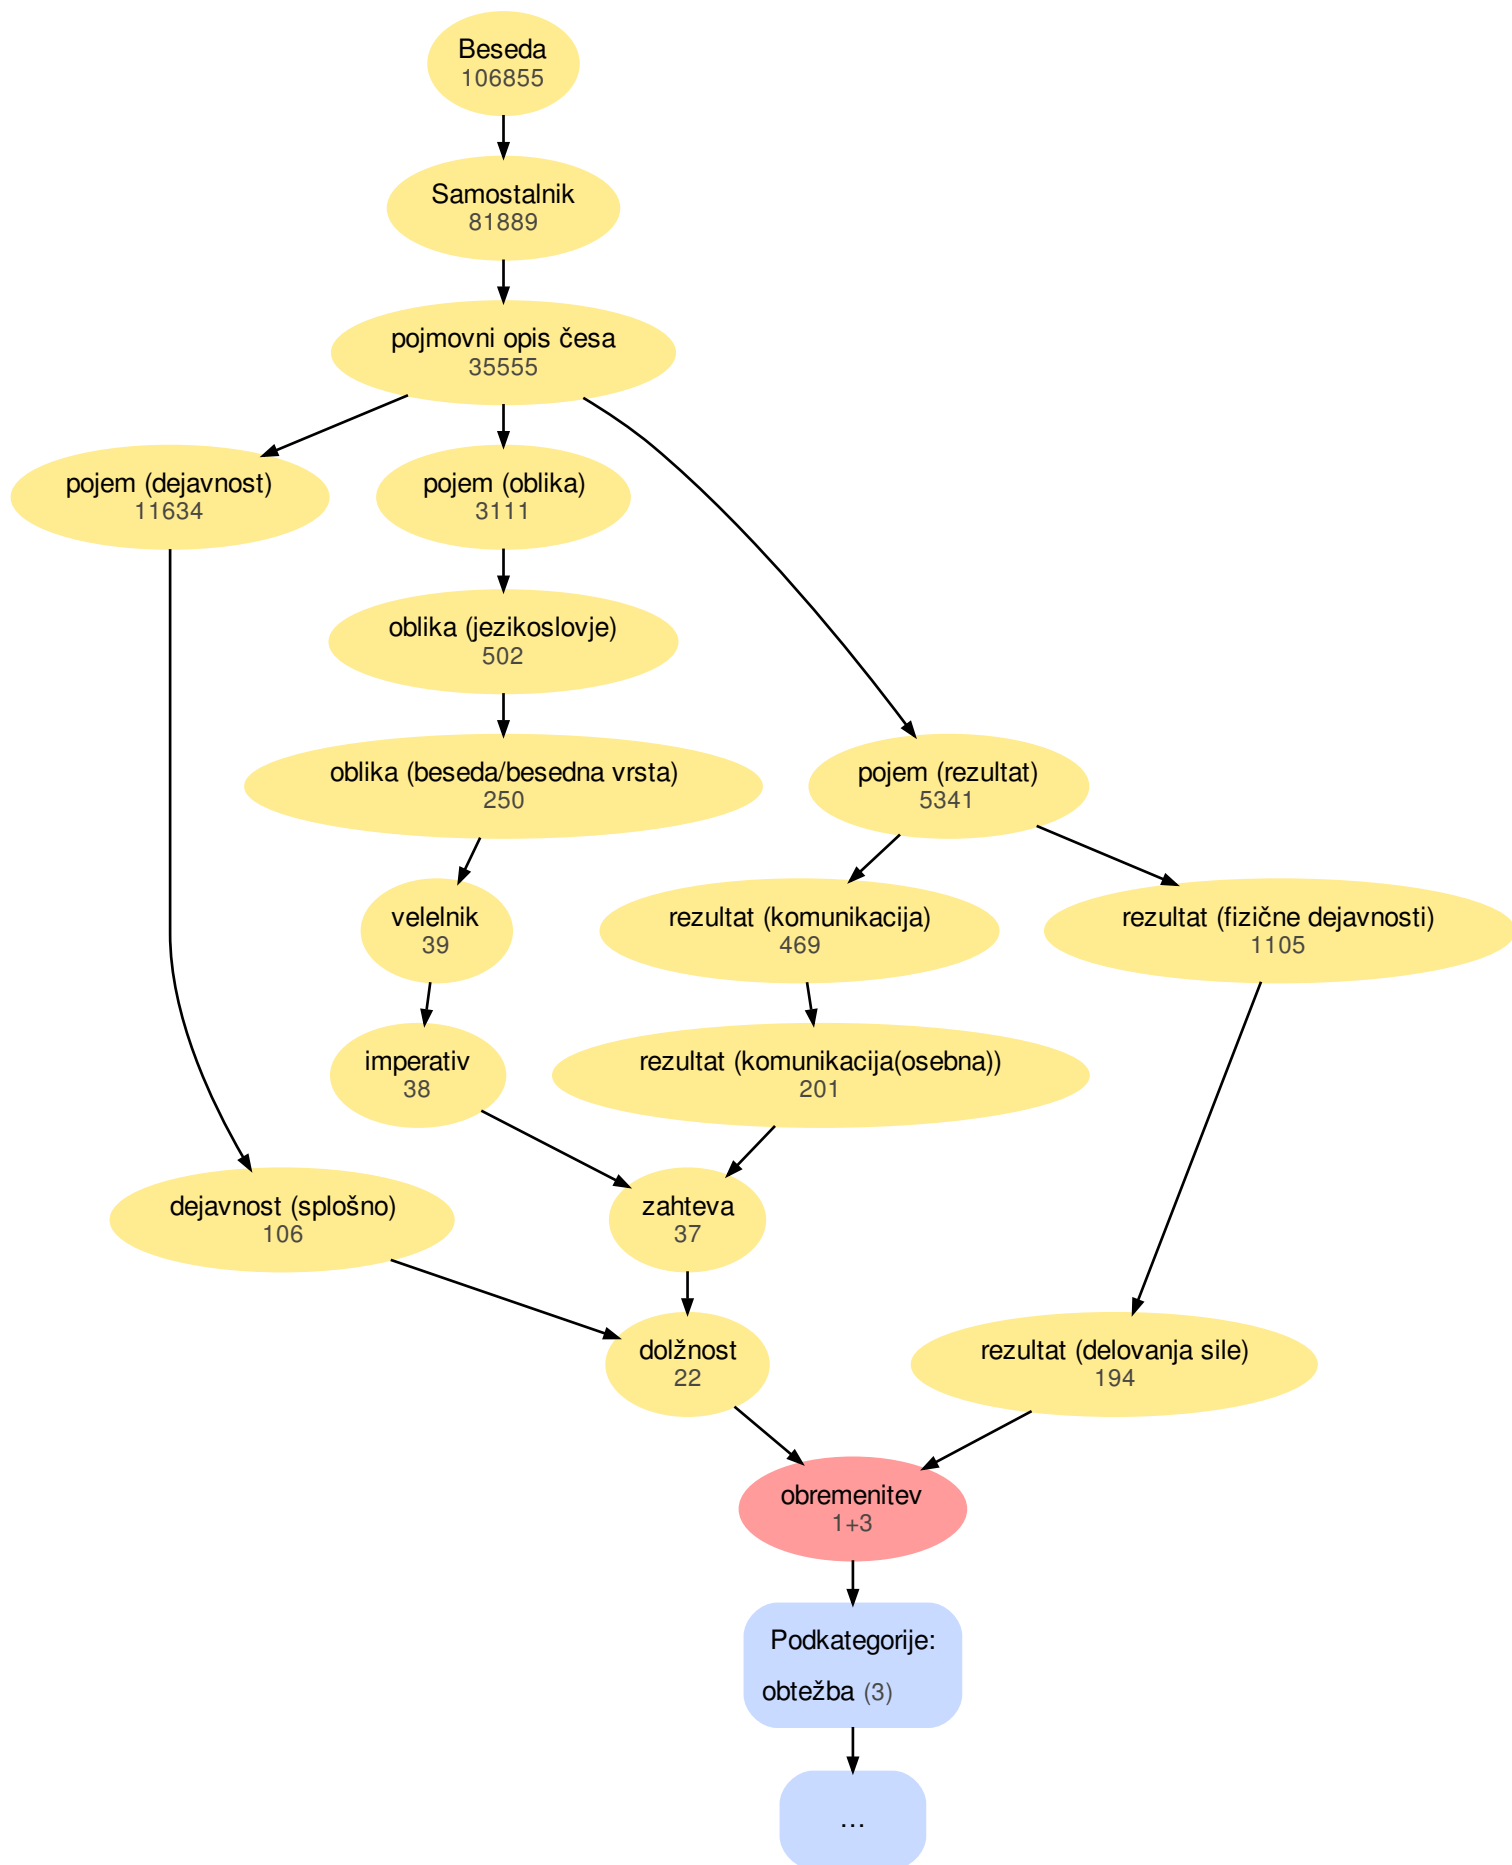 Beseda
106855
Samostalnik
81889
pojmovni opis česa
35555
pojem (dejavnost)
11634
pojem (oblika)
3111
oblika (jezikoslovje)
502
oblika (beseda/besedna vrsta)
250
pojem (rezultat)
5341
velelnik
39
rezultat (komunikacija)
469
rezultat (fizične dejavnosti)
1105
imperativ
38
rezultat (komunikacija(osebna))
201
dejavnost (splošno)
106
zahteva
37
dolžnost
22
rezultat (delovanja sile)
194
obremenitev
1+3
Podkategorije:
obtežba (3)
...